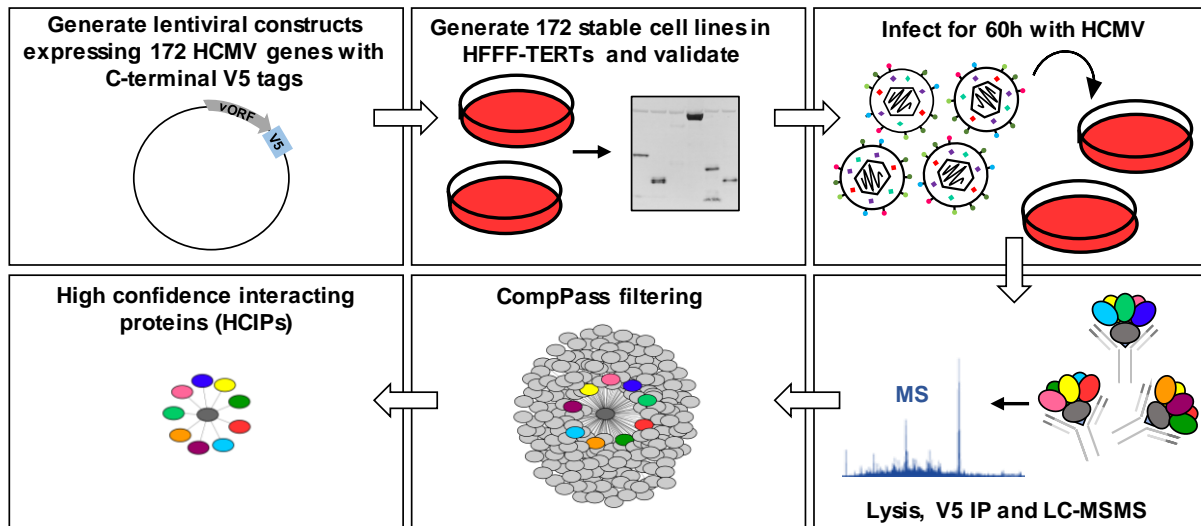 Generate lentiviral constructs
expressing 172 HCMV genes with
C-terminal V5 tags
vORF
V5
Generate 172 stable cell lines in
HFFF-TERTs and validate
Infect for 60h with HCMV
High confidence interacting
proteins (HCIPs)
CompPass filtering
MS
Lysis, V5 IP and LC-MSMS